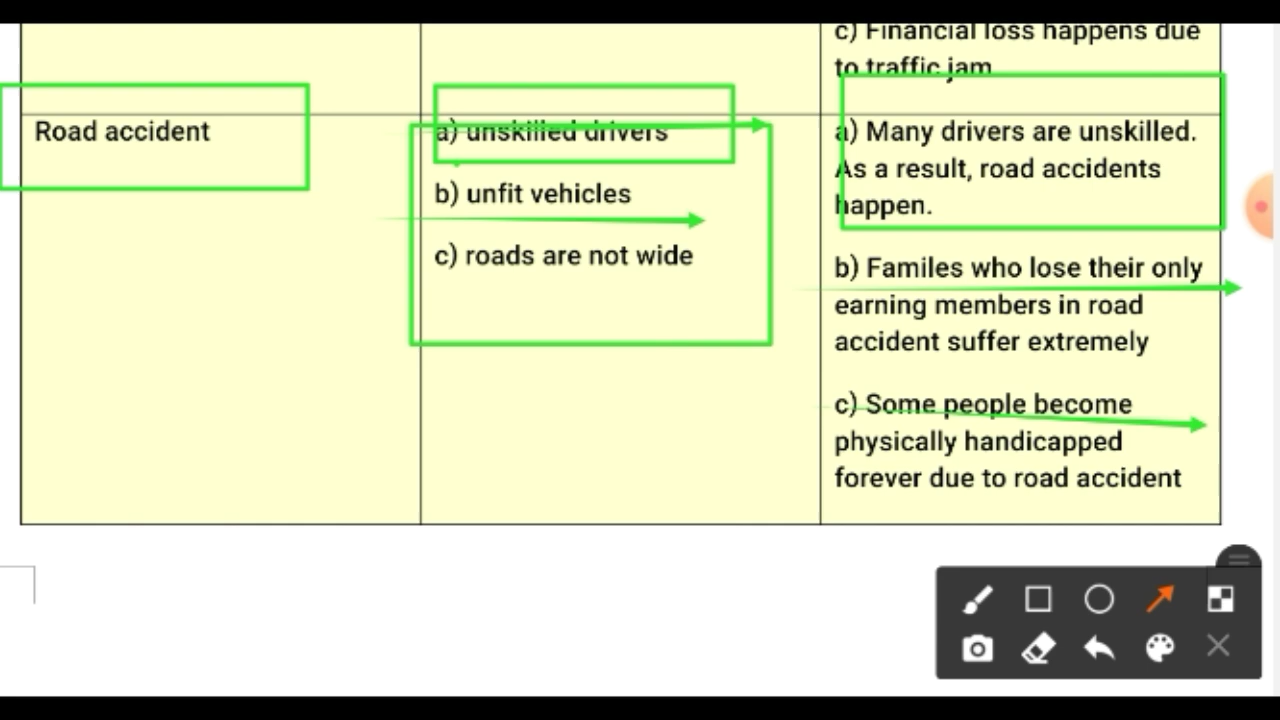 c) Financial loss happens due
to traffic jam
Road accident
a) unskilled drivers
b) unfit vehicles
c) roads are not wide
a) Many drivers are unskilled.
As a result, road accidents
happen.
b) Familes who lose their only
earning members in road
accident suffer extremely
c) Some people become
physically handicapped
forever due to road accident